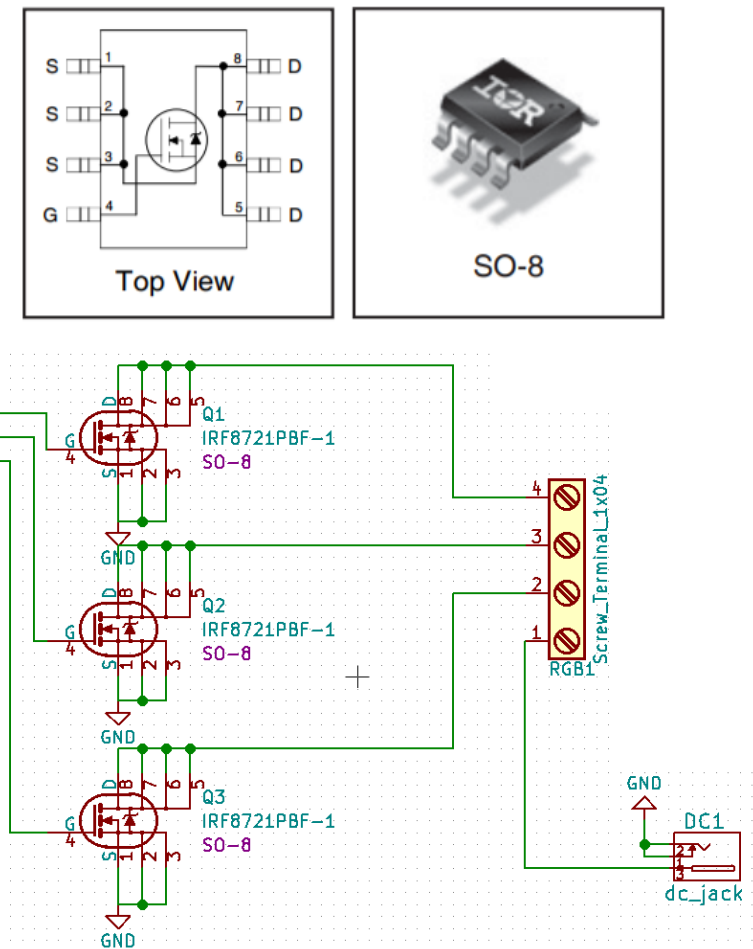 S 1 8 D
S 2 7 D
S 3 6 D
G 4 5 D
Top View
IOR
SO-8
D 8 7 6 5
Q1
IRF8721PBF-1
SO-8
G
4
S 1 2 3
GND
D 8 7 6 5
Q2
IRF8721PBF-1
SO-8
G
4
S 1 2 3
GND
D 8 7 6 5
Q3
IRF8721PBF-1
SO-8
G
4
S 1 2 3
GND
4
3
2
1
Screw_Terminal_1x04
RGB1
GND
DC1
2
1
3
dc_jack